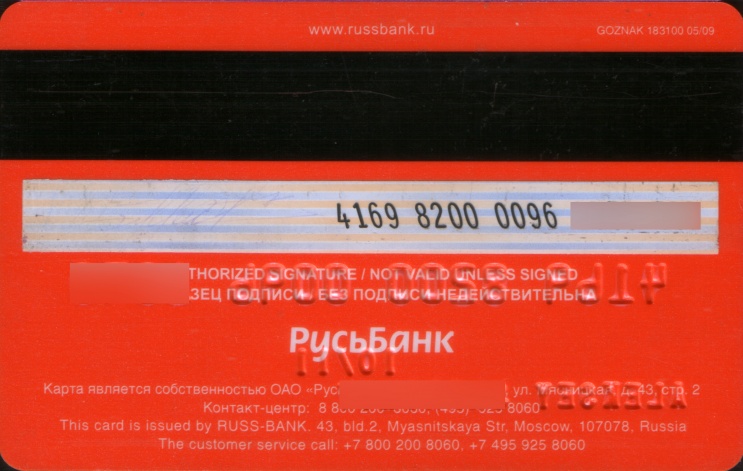 www.russbank.ru
GOZNAK 183100 05/09
4169 8200 0096
THORIZED SIGNATURE / NOT VALID UNLESS SIGNED
ЗЕЦ ПОДПИСИ / БЕЗ ПОДПИСИ НЕДЕЙСТВИТЕЛЬНА
РусьБанк
Карта является собственностью ОАО «Рус ул. Мясницкая, д. 43, стр. 2
Контакт-центр: 8 800 200-8060, (495) 925 8060
This card is issued by RUSS-BANK. 43, bld.2, Myasnitskaya Str, Moscow, 107078, Russia
The customer service call: +7 800 200 8060, +7 495 925 8060